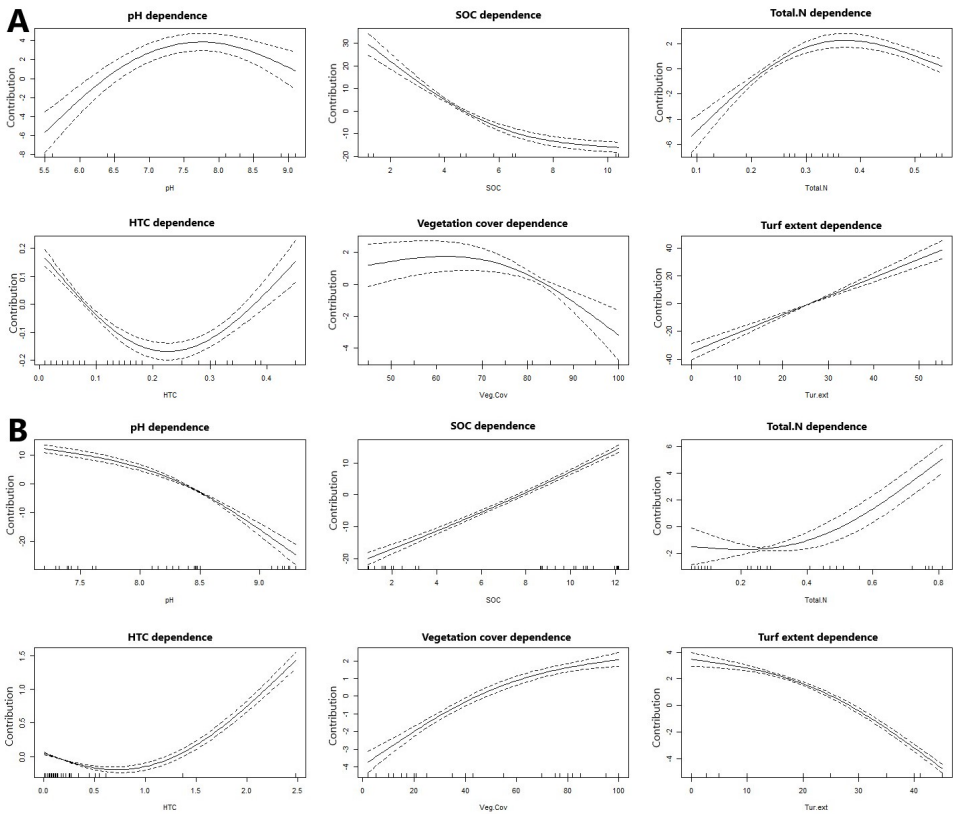 A
pH dependence
SOC dependence
Total.N dependence
Contribution
4
2
0
-2
-4
-6
-8
5.5 6.0 6.5 7.0 7.5 8.0 8.5 9.0
pH
Contribution
30
20
10
0
-10
-20
2 4 6 8 10
SOC
Contribution
2
0
-2
-4
-6
0.1 0.2 0.3 0.4 0.5
Total.N
HTC dependence
Vegetation cover dependence
Turf extent dependence
Contribution
0.2
0.1
0.0
-0.1
-0.2
0.0 0.1 0.2 0.3 0.4
HTC
Contribution
2
0
-2
-4
50 60 70 80 90 100
Veg.Cov
Contribution
40
20
0
-20
-40
0 10 20 30 40 50
Tur.ext
B
pH dependence
SOC dependence
Total.N dependence
Contribution
10
0
-10
-20
7.5 8.0 8.5 9.0
pH
Contribution
10
0
-10
-20
2 4 6 8 10 12
SOC
Contribution
6
4
2
0
-2
0.2 0.4 0.6 0.8
Total.N
HTC dependence
Vegetation cover dependence
Turf extent dependence
Contribution
1.5
1.0
0.5
0.0
0.0 0.5 1.0 1.5 2.0 2.5
HTC
Contribution
2
1
0
-1
-2
-3
-4
0 20 40 60 80 100
Veg.Cov
Contribution
4
2
0
-2
-4
0 10 20 30 40
Tur.ext